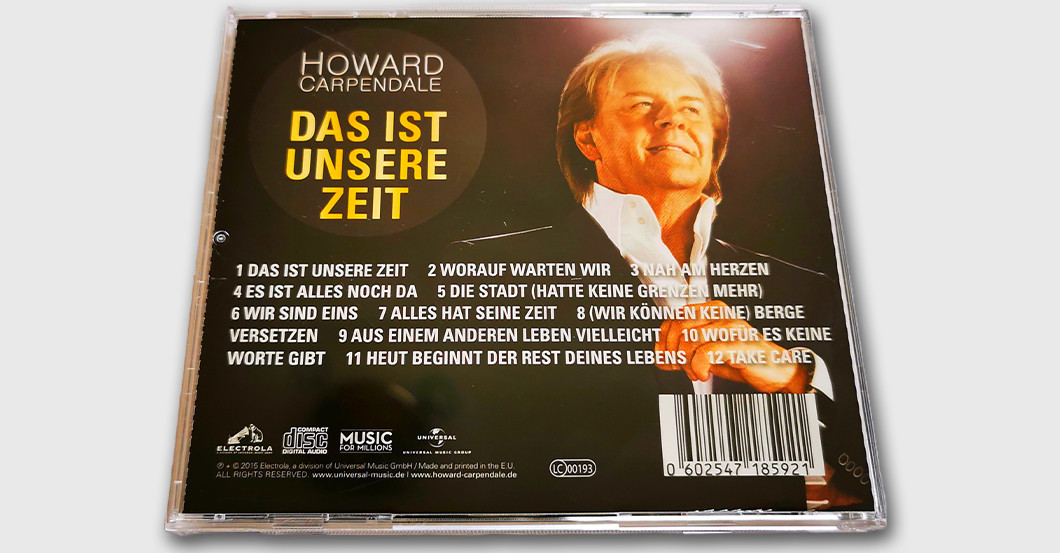 HOWARD
CARPENDALE
DAS IST
UNSERE
ZEIT
1 DAS IST UNSERE ZEIT 2 WORAUF WARTEN WIR 3 NAH AM HERZEN
4 ES IST ALLES NOCH DA 5 DIE STADT (HATTE KEINE GRENZEN MEHR)
6 WIR SIND EINS 7 ALLES HAT SEINE ZEIT 8 (WIR KÖNNEN KEINE) BERGE
VERSETZEN 9 AUS EINEM ANDEREN LEBEN VIELLEICHT 10 WOFÜR ES KEINE
WORTE GIBT 11 HEUT BEGINNT DER REST DEINES LEBENS 12 TAKE CARE
ELECTROLA
COMPACT
disc
DIGITAL AUDIO
MUSIC
FOR MILLIONS
UNIVERSAL
UNIVERSAL MUSIC GROUP
℗ + © 2015 Electrola, a division of Universal Music GmbH / Made and printed in the E.U.
ALL RIGHTS RESERVED. www.universal-music.de | www.howard-carpendale.de
LC 00193
0 602547 185921